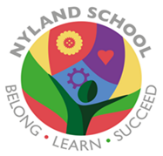 NYLAND SCHOOL
BELONG • LEARN • SUCCEED